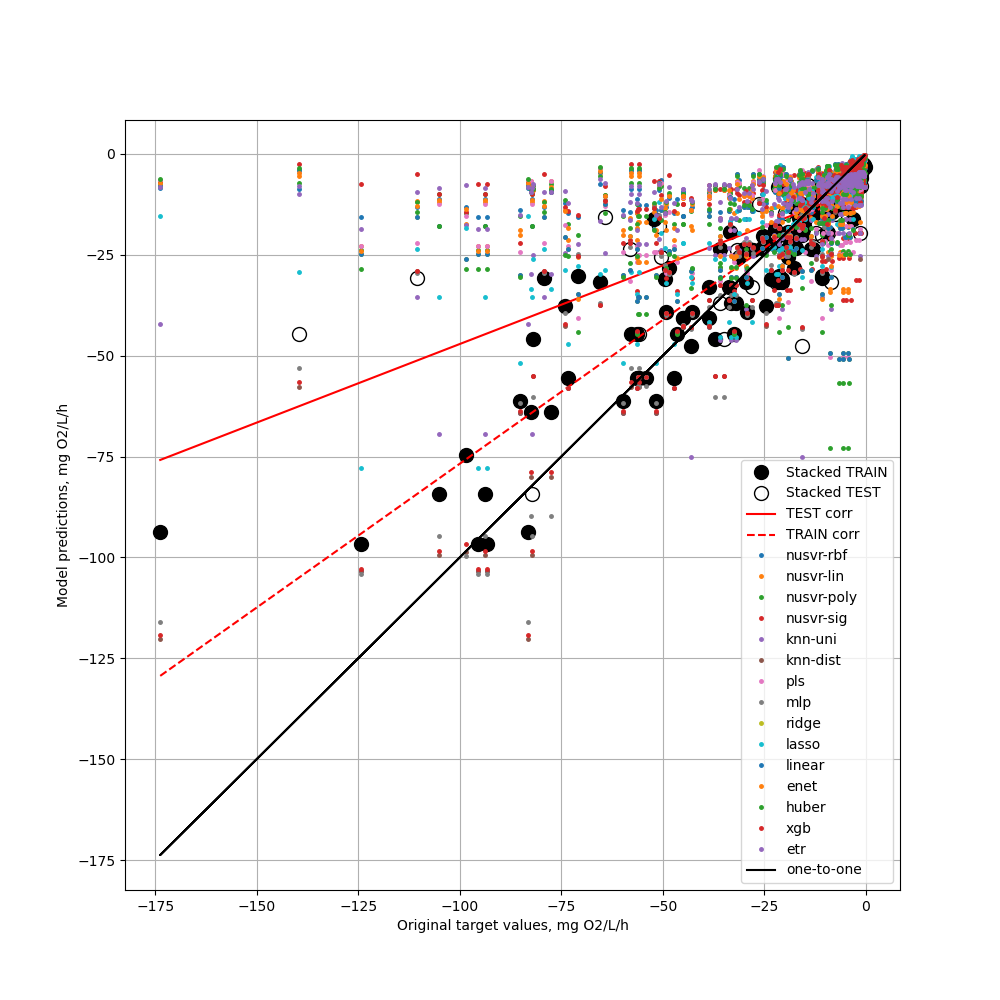 0
−25
−50
−75
−100
−125
−150
−175
Model predictions, mg O2/L/h
−175 −150 −125 −100 −75 −50 −25 0
Original target values, mg O2/L/h
Stacked TRAIN
Stacked TEST
TEST corr
TRAIN corr
nusvr-rbf
nusvr-lin
nusvr-poly
nusvr-sig
knn-uni
knn-dist
pls
mlp
ridge
lasso
linear
enet
huber
xgb
etr
one-to-one